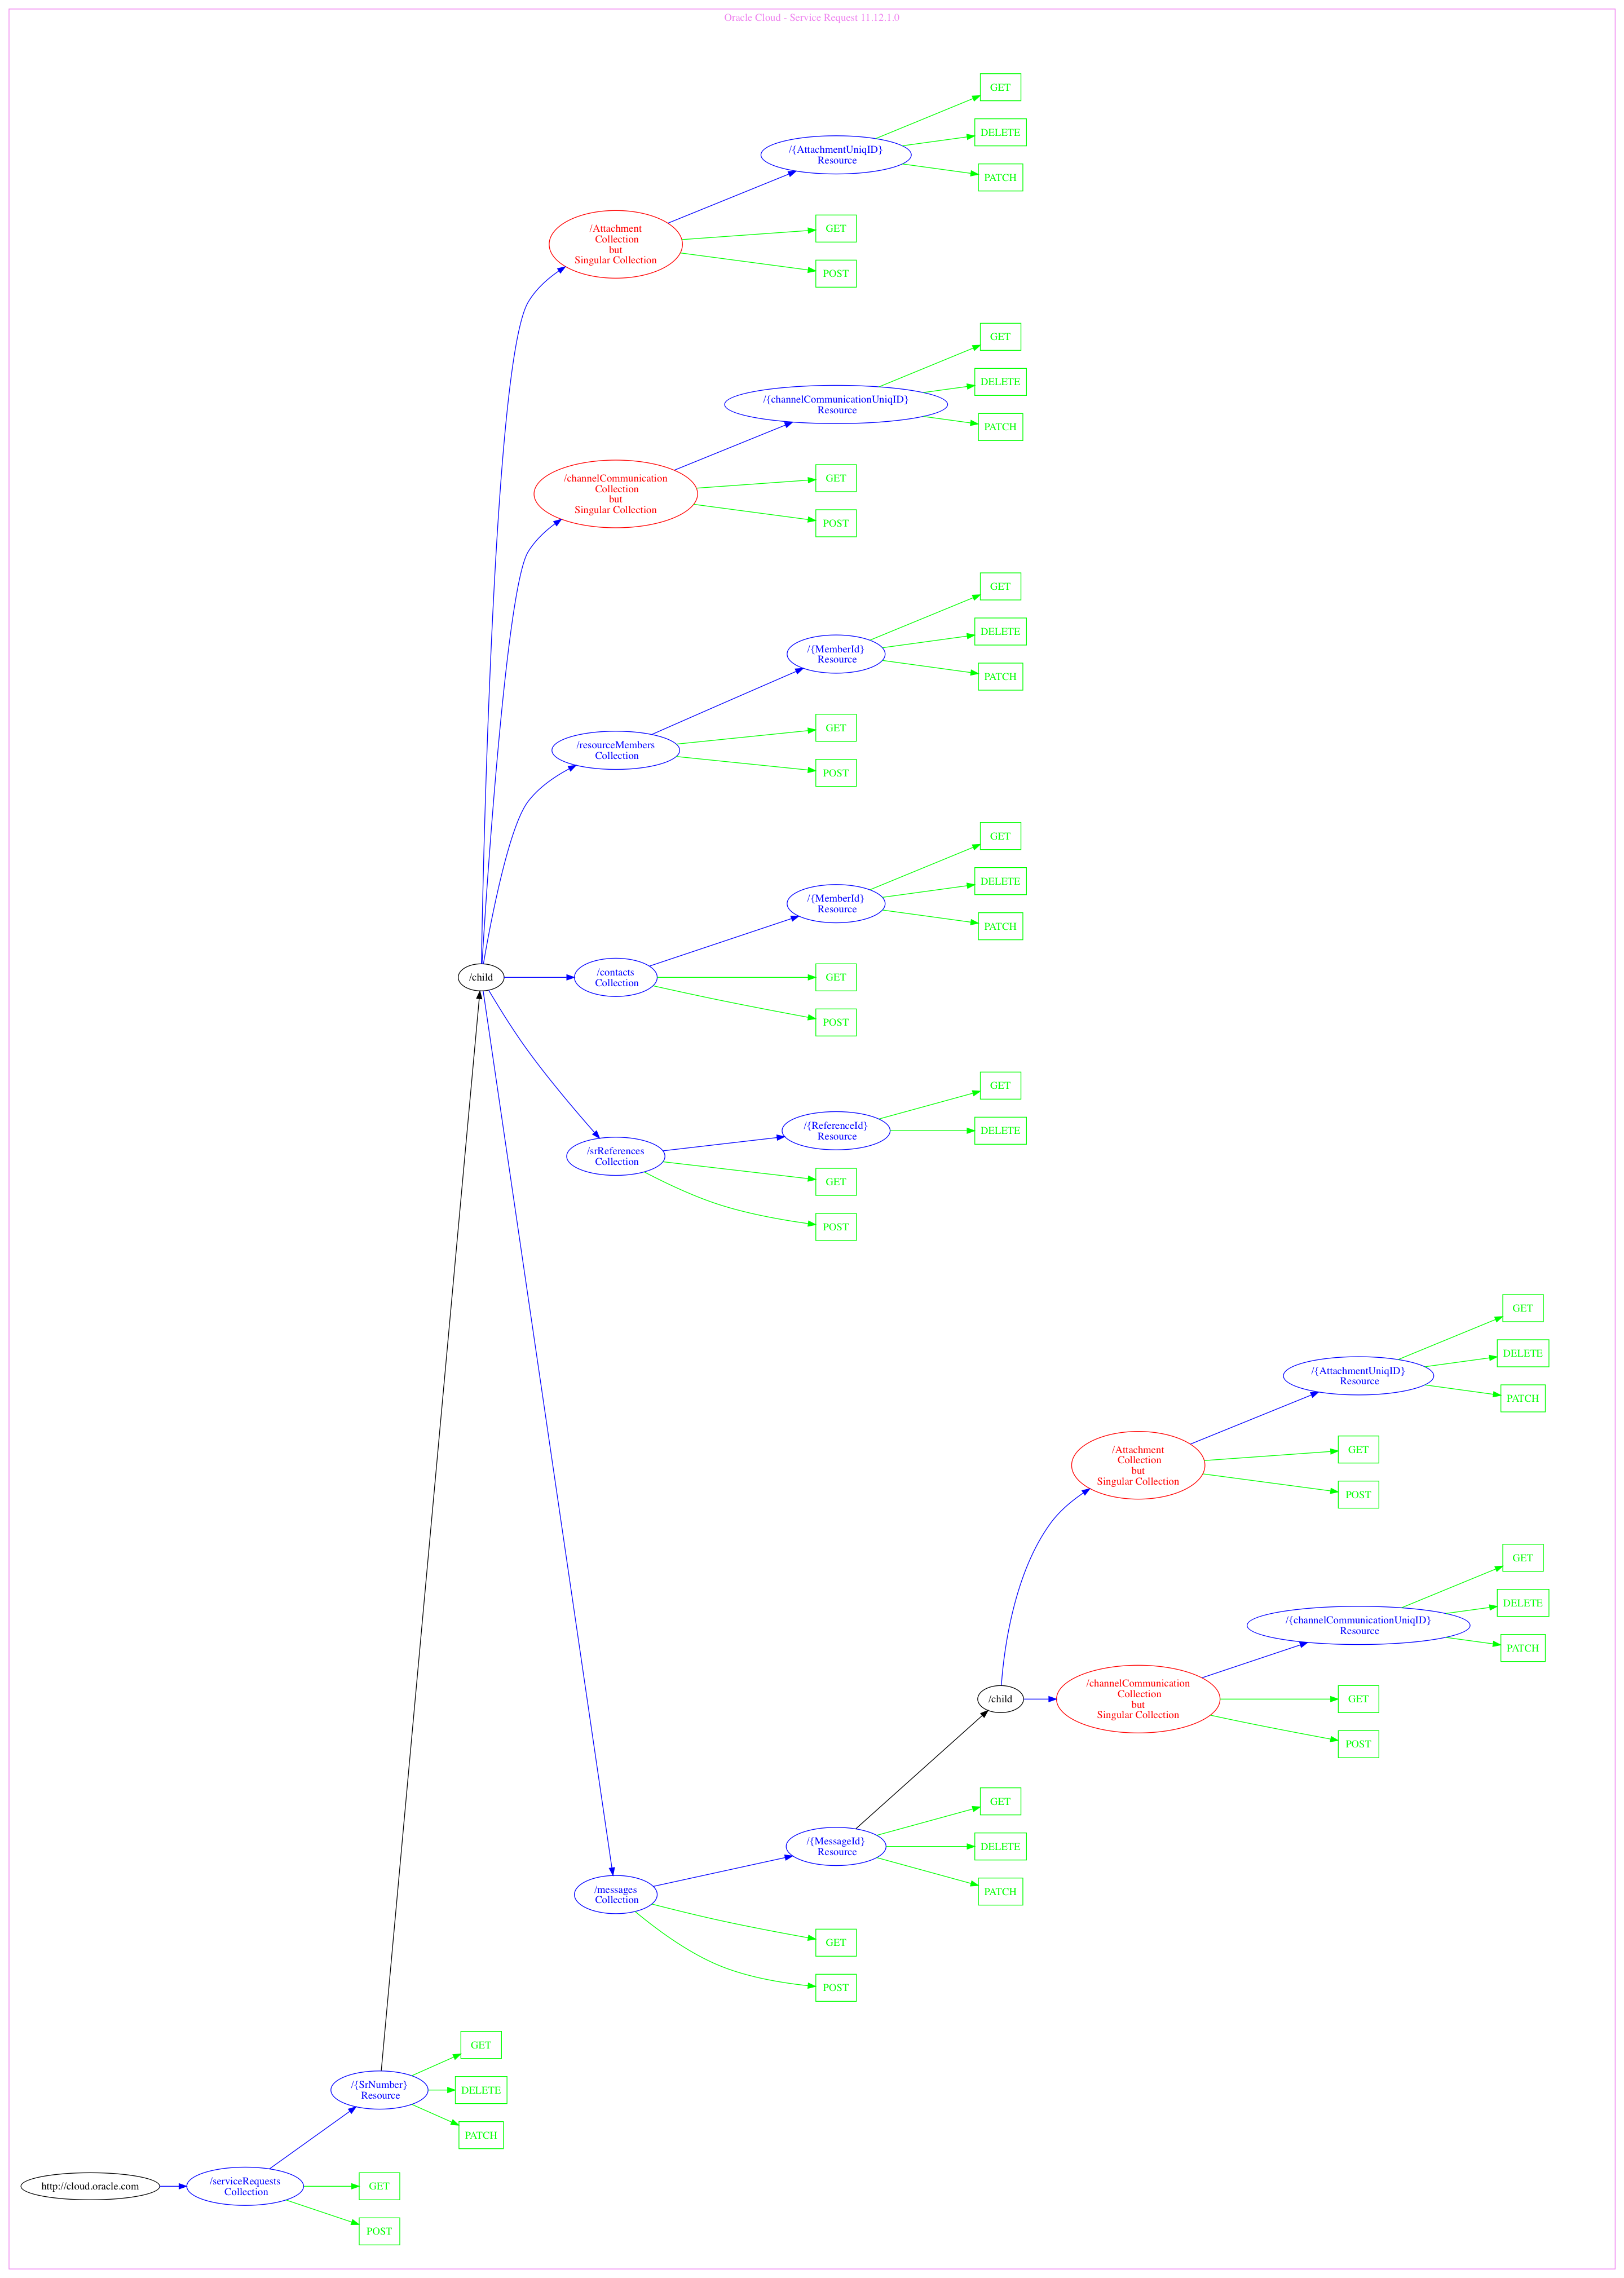 Oracle Cloud - Service Request 11.12.1.0
GET
DELETE
/{AttachmentUniqID}
Resource
PATCH
/Attachment
Collection
but
Singular Collection
GET
POST
GET
DELETE
/{channelCommunicationUniqID}
Resource
PATCH
/channelCommunication
Collection
but
Singular Collection
GET
POST
GET
DELETE
/{MemberId}
Resource
PATCH
GET
/resourceMembers
Collection
POST
GET
DELETE
/{MemberId}
Resource
PATCH
/child
/contacts
Collection
GET
POST
GET
/{ReferenceId}
Resource
DELETE
/srReferences
Collection
GET
POST
GET
DELETE
/{AttachmentUniqID}
Resource
PATCH
/Attachment
Collection
but
Singular Collection
GET
POST
GET
DELETE
/{channelCommunicationUniqID}
Resource
PATCH
/child
/channelCommunication
Collection
but
Singular Collection
GET
POST
GET
/{MessageId}
Resource
DELETE
PATCH
/messages
Collection
GET
POST
GET
/{SrNumber}
Resource
DELETE
PATCH
http://cloud.oracle.com
/serviceRequests
Collection
GET
POST